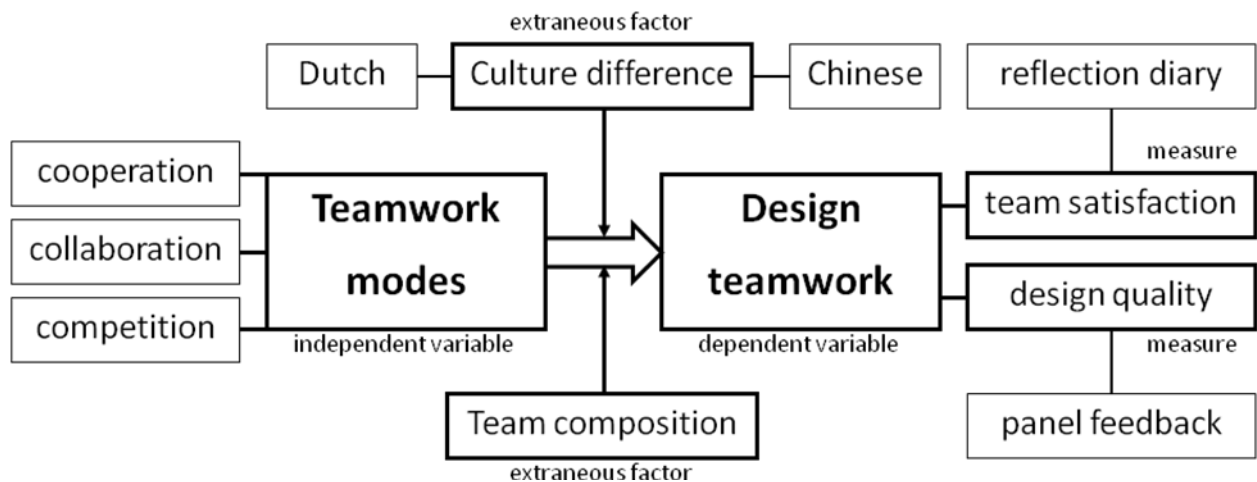 extraneous factor
Dutch
Culture difference
Chinese
reflection diary
measure
cooperation
collaboration
competition
Teamwork
modes
independent variable
Design
teamwork
dependent variable
team satisfaction
design quality
measure
Team composition
extraneous factor
panel feedback